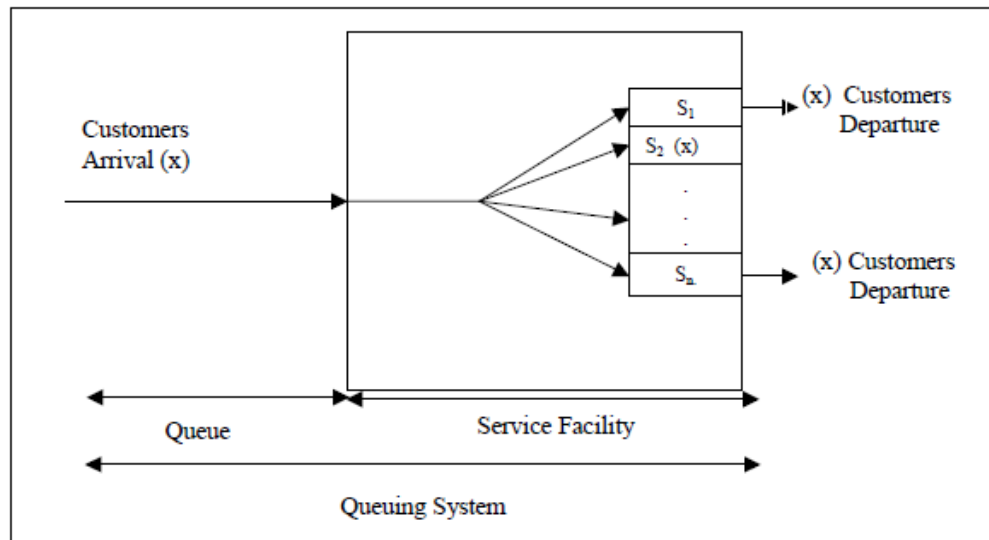 Customers
Arrival (x)
S₁
S₂ (x)
.
.
.
Sₙ.
(x) Customers
Departure
(x) Customers
Departure
Queue
Service Facility
Queuing System